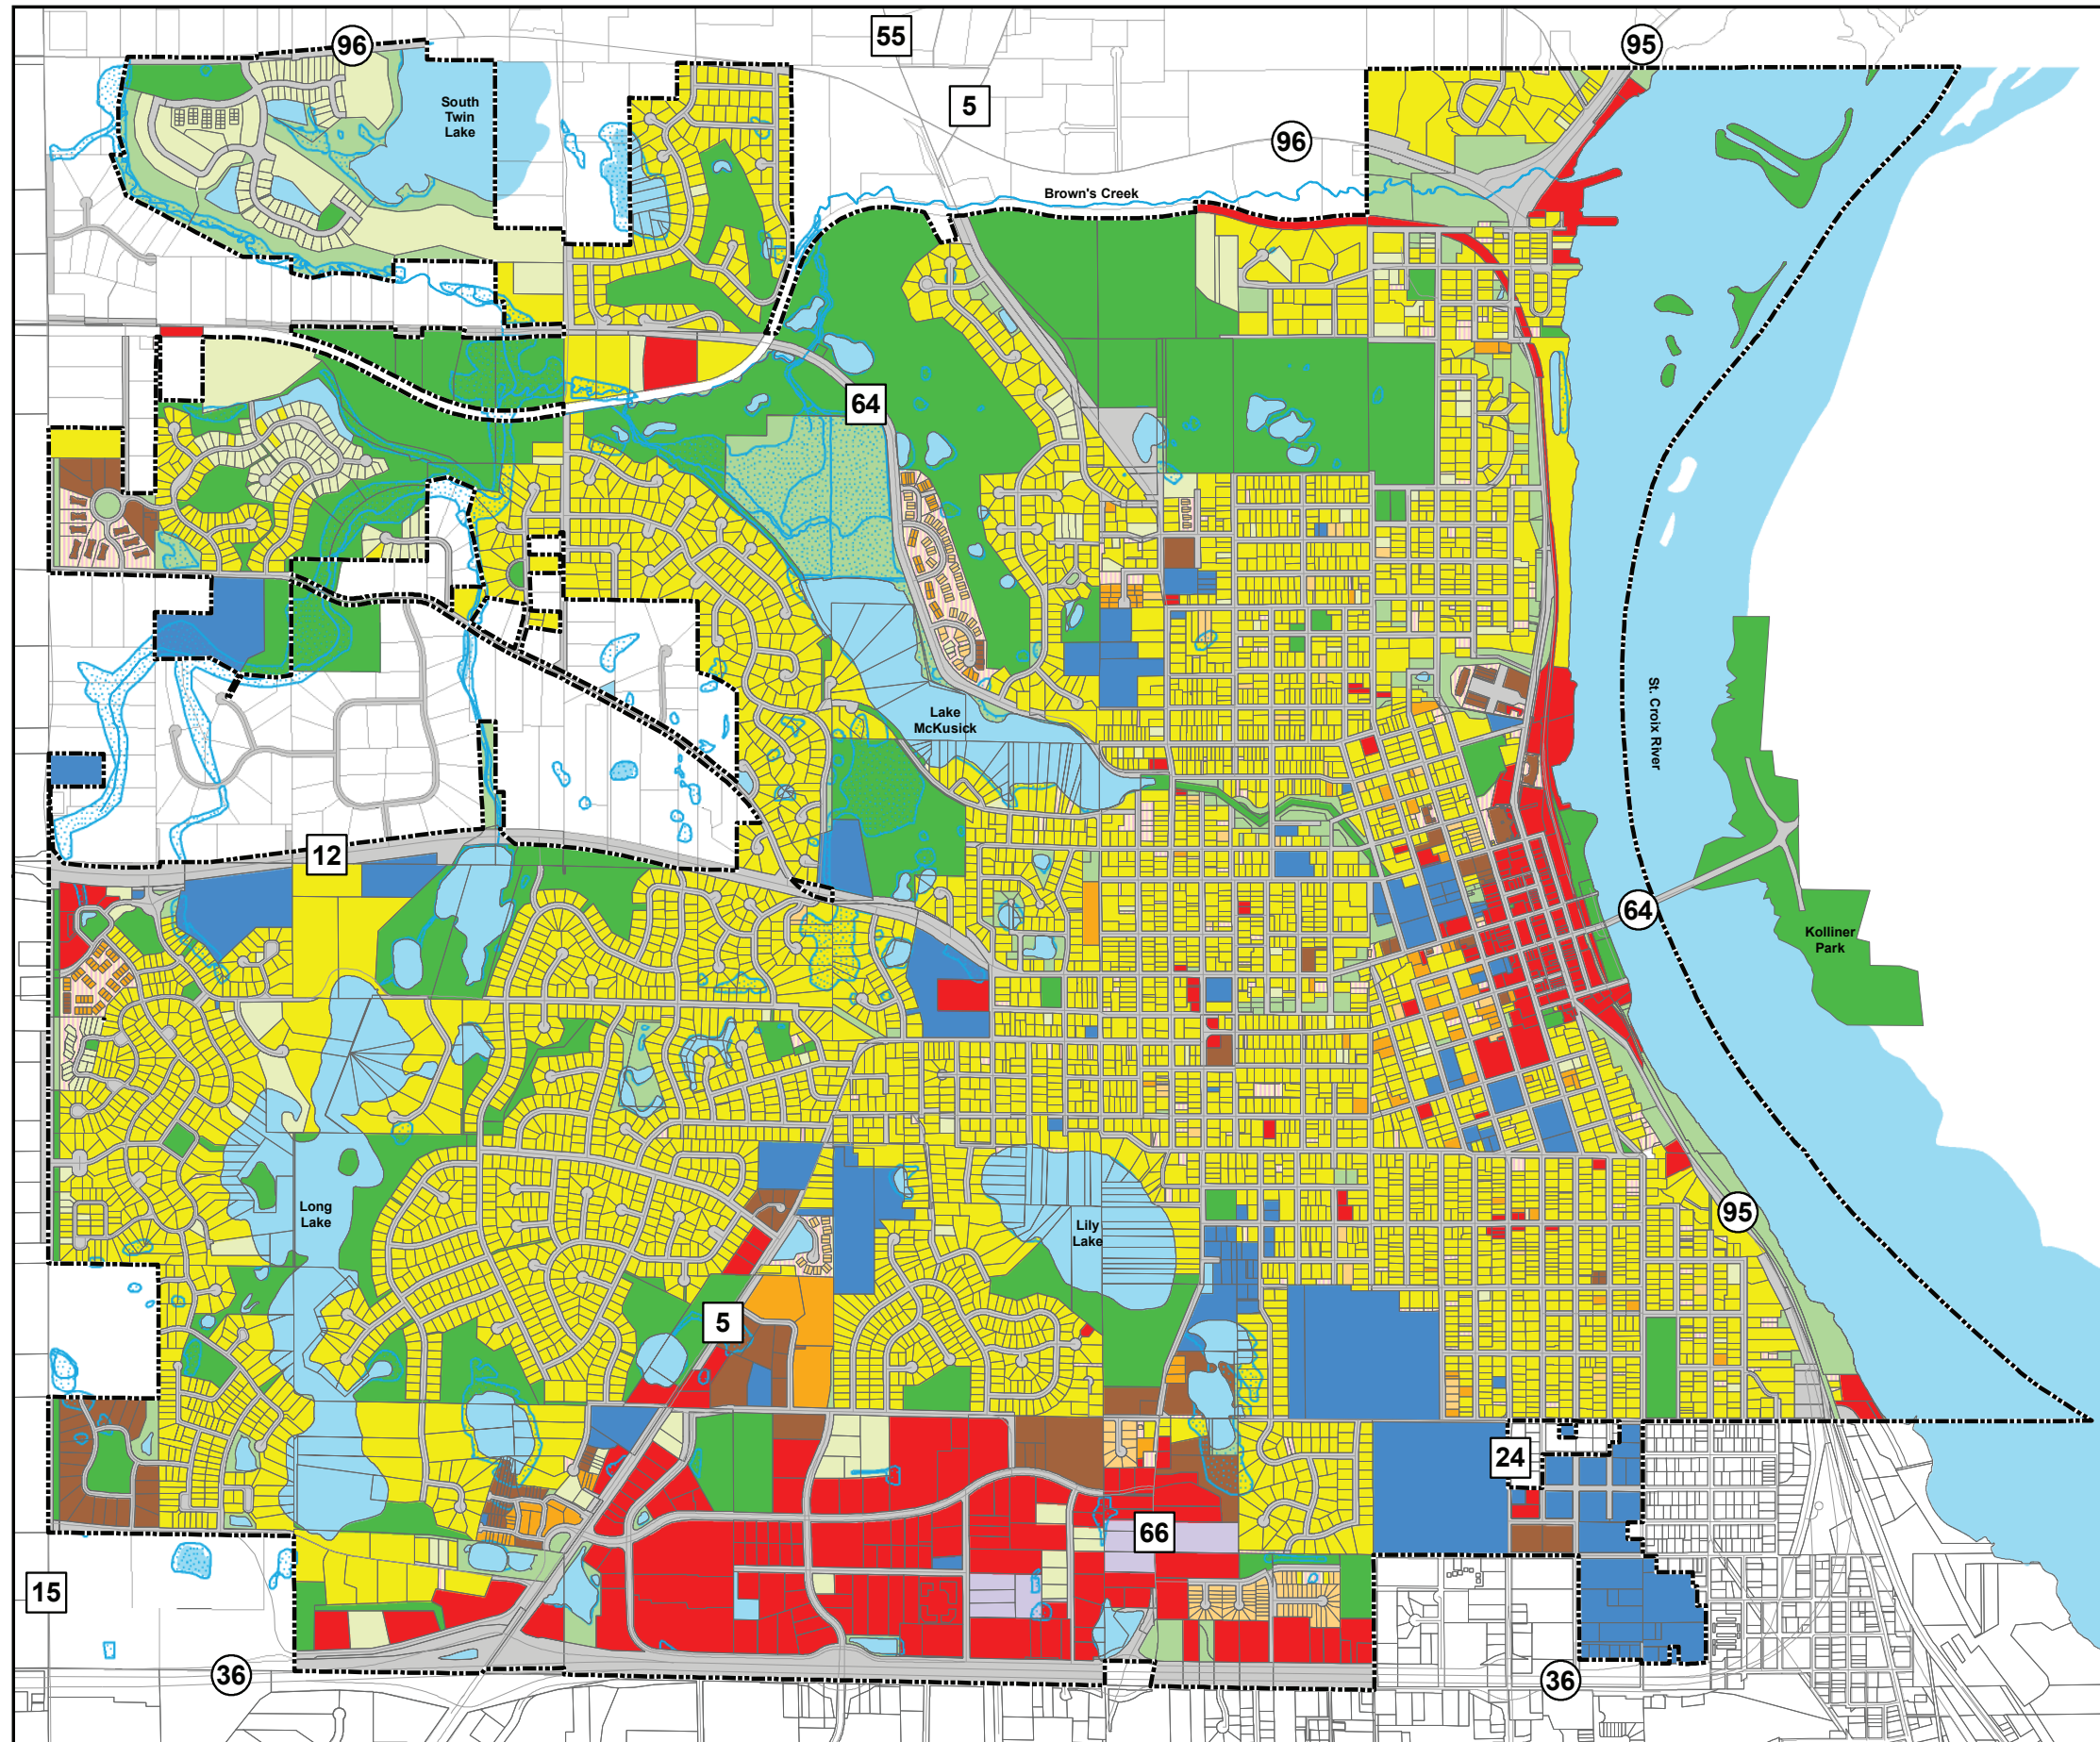 55
95
96
South
Twin
Lake
5
96
Brown's Creek
64
St. Croix River
Lake
McKusick
12
64
Kolliner
Park
Long
Lake
95
Lily
Lake
5
24
66
15
36
36